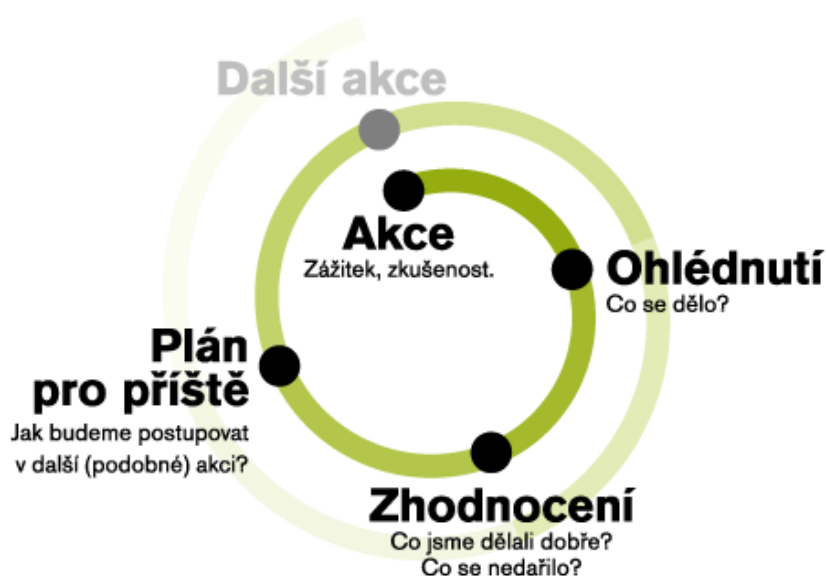 Další akce
Akce
Zážitek, zkušenost.
Ohlédnutí
Co se dělo?
Zhodnocení
Co jsme dělali dobře?
Co se nedařilo?
Plán
pro příště
Jak budeme postupovat
v další (podobné) akci?